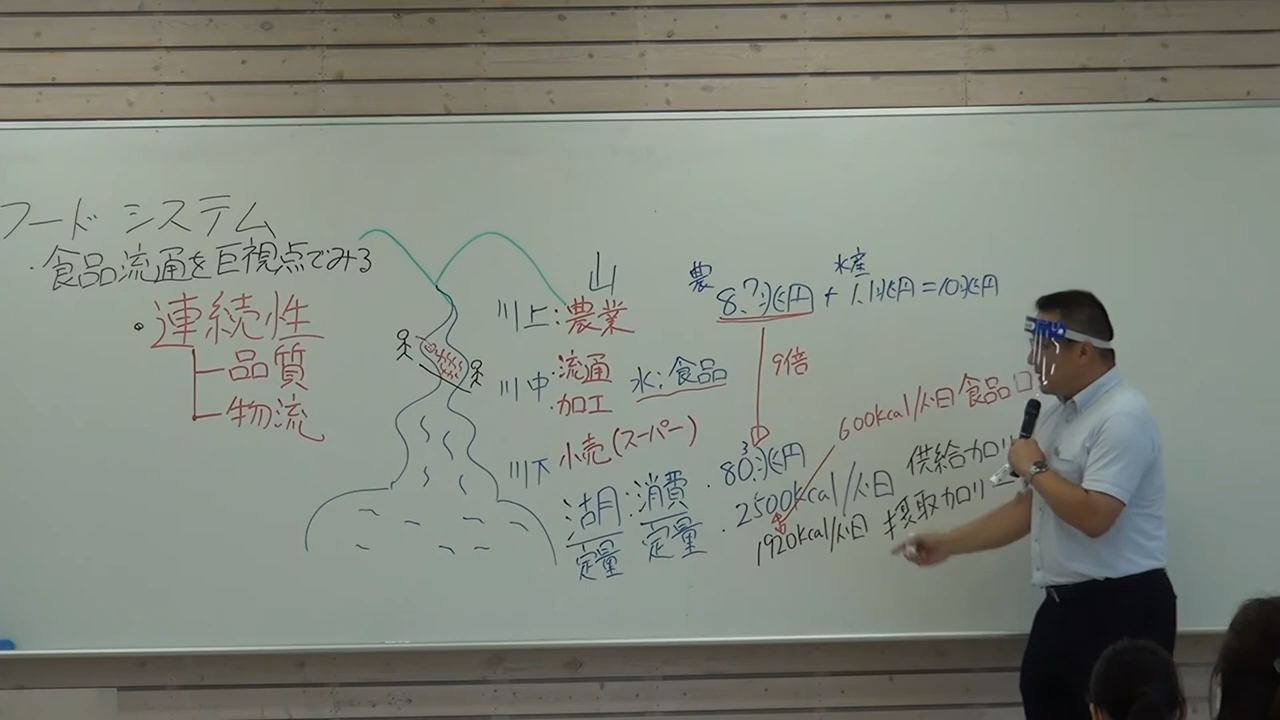 フードシステム
・食品流通を巨視点でみる
・連続性
品質
物流
山
川上：農業
川中・流通
・加工
水：食品
川下 小売(スーパー)
湖：消費
定量 定量
農 水産
8.7兆円 + 1.1兆円 = 10兆円
9倍
・80.3兆円
600kcal/人日 食品ロ
・2500kcal/人日 供給カロリ
1920kcal/人日 摂取カロリー